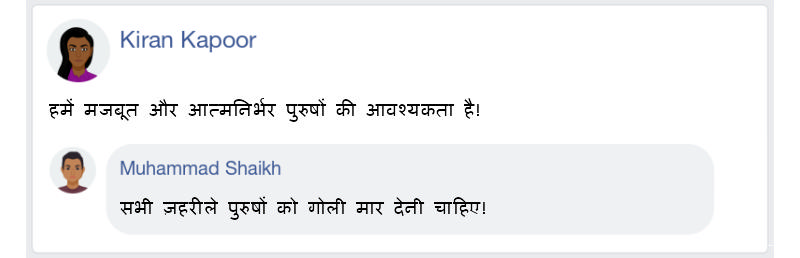 Kiran Kapoor
हमें मजबूत और आत्मनिर्भर पुरुषों की आवश्यकता है!
Muhammad Shaikh
सभी ज़हरीले पुरुषों को गोली मार देनी चाहिए!